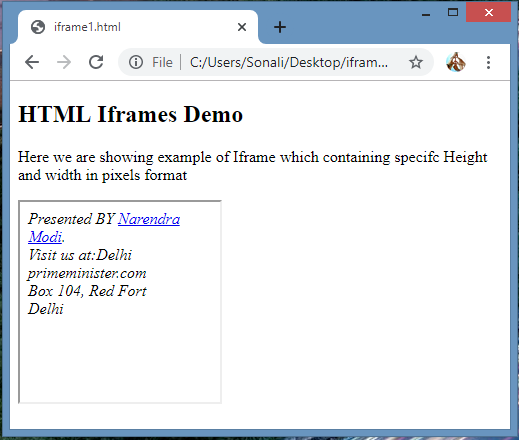 iframe1.html
File C:/Users/Sonali/Desktop/ifram...
HTML Iframes Demo
Here we are showing example of Iframe which containing specifc Height
and width in pixels format
Presented BY Narendra
Modi.
Visit us at:Delhi
primeminister.com
Box 104, Red Fort
Delhi